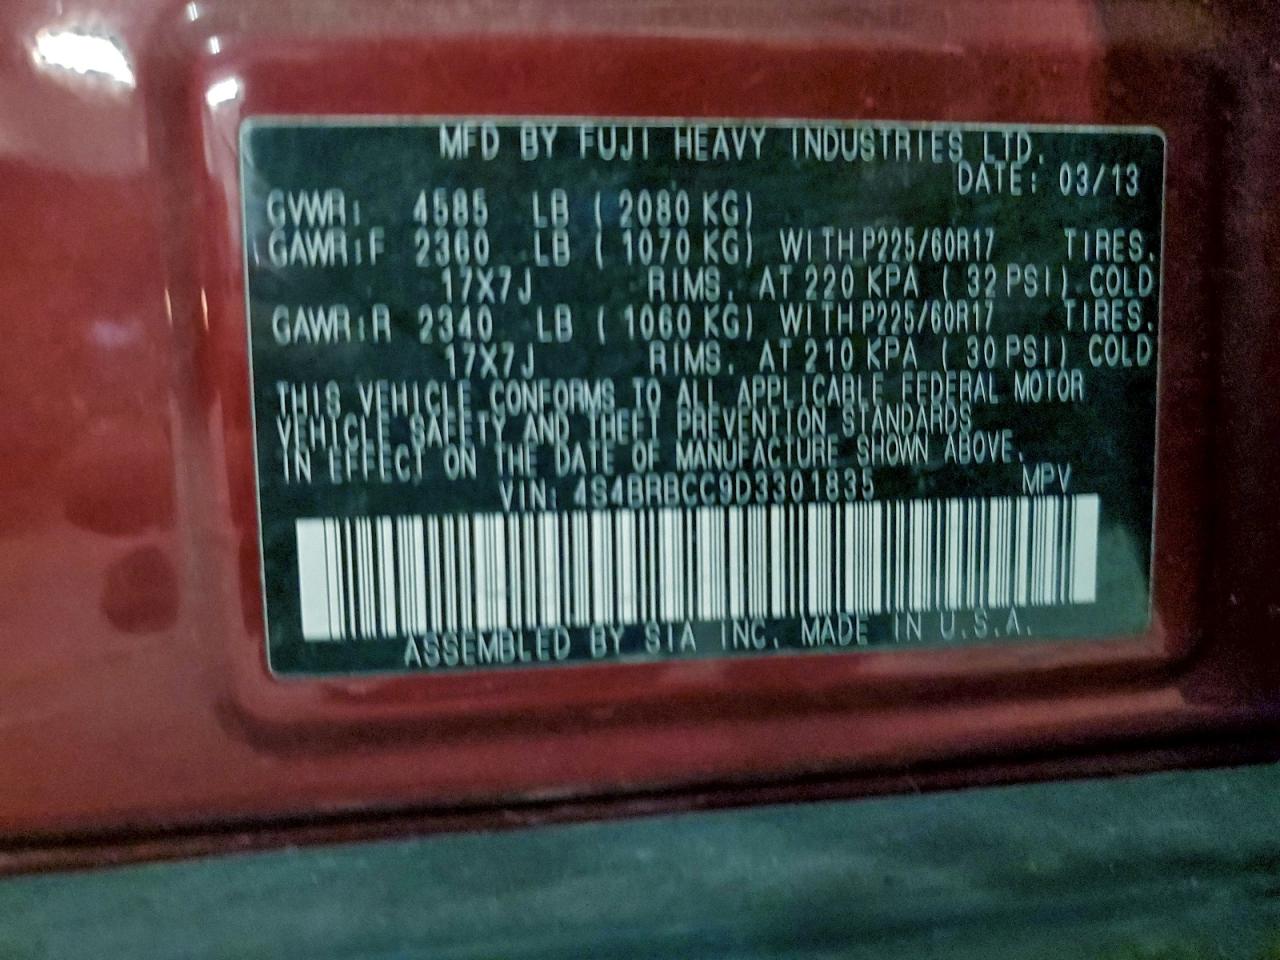 MFD BY FUJI HEAVY INDUSTRIES LTD.
DATE: 03/13
GVWR: 4585 LB (2080 KG)
GAWR:F 2360 LB (1070 KG) WITH P225/60R17 TIRES.
17X7J RIMS. AT 220 KPA (32 PSI) COLD
GAWR:R 2340 LB (1060 KG) WITH P225/60R17 TIRES.
17X7J RIMS. AT 210 KPA (30 PSI) COLD
THIS VEHICLE CONFORMS TO ALL APPLICABLE FEDERAL MOTOR
VEHICLE SAFETY AND THEFT PREVENTION STANDARDS
IN EFFECT ON THE DATE OF MANUFACTURE SHOWN ABOVE.
VIN: 4S4BRBCC9D3301835 MPV
ASSEMBLED BY SIA INC. MADE IN U.S.A.